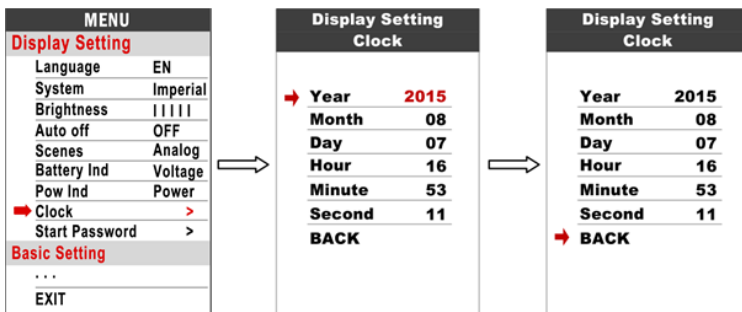 MENU
Display Setting
Language EN
System Imperial
Brightness | | | | |
Auto off OFF
Scenes Analog
Battery Ind Voltage
Pow Ind Power
Clock >
Start Password >
Basic Setting
. . .
EXIT
Display Setting
Clock
Year 2015
Month 08
Day 07
Hour 16
Minute 53
Second 11
BACK
Display Setting
Clock
Year 2015
Month 08
Day 07
Hour 16
Minute 53
Second 11
BACK